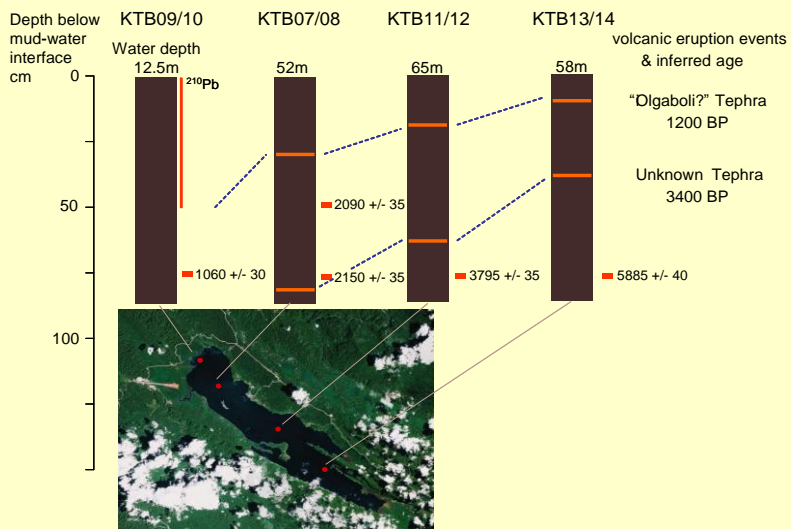 Depth below
mud-water
interface
cm
KTB09/10
KTB07/08
KTB11/12
KTB13/14
Water depth
12.5m
52m
65m
58m
volcanic eruption events
& inferred age
0
50
100
210Pb
"Olgaboli?" Tephra
1200 BP
Unknown Tephra
3400 BP
2090 +/- 35
1060 +/- 30
2150 +/- 35
3795 +/- 35
5885 +/- 40